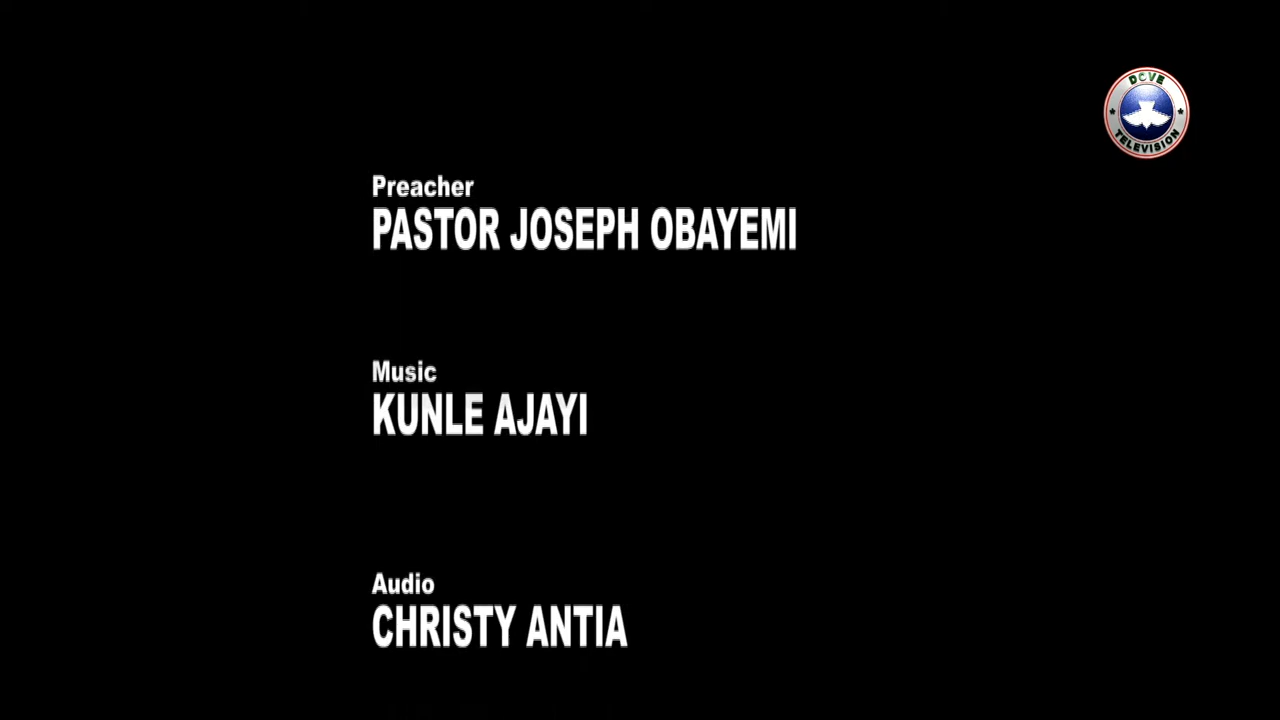 DOVE
TELEVISION
Preacher
PASTOR JOSEPH OBAYEMI
Music
KUNLE AJAYI
Audio
CHRISTY ANTIA